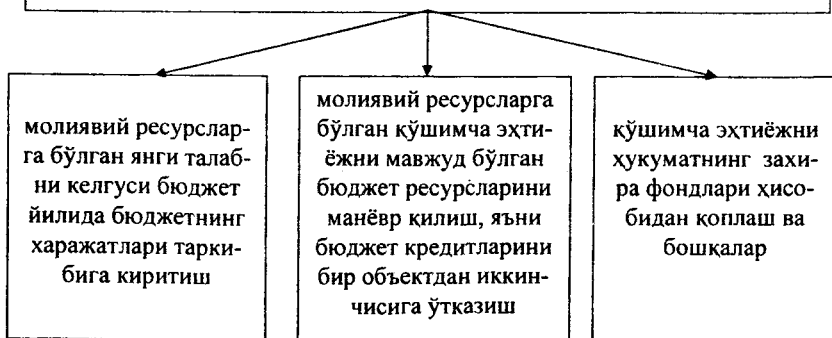 молиявий ресурслар-
га бўлган янги талаб-
ни келгуси бюджет
йилида бюджетнинг
харажатлари тарки-
бига киритиш
молиявий ресурсларга
бўлган қўшимча эҳти-
ёжни мавжуд бўлган
бюджет ресурсларини
манёвр қилиш, яъни
бюджет кредитларини
бир объектдан иккин-
чисига ўтказиш
қўшимча эҳтиёжни
ҳукуматнинг захи-
ра фондлари ҳисо-
бидан қоплаш ва
бошқалар